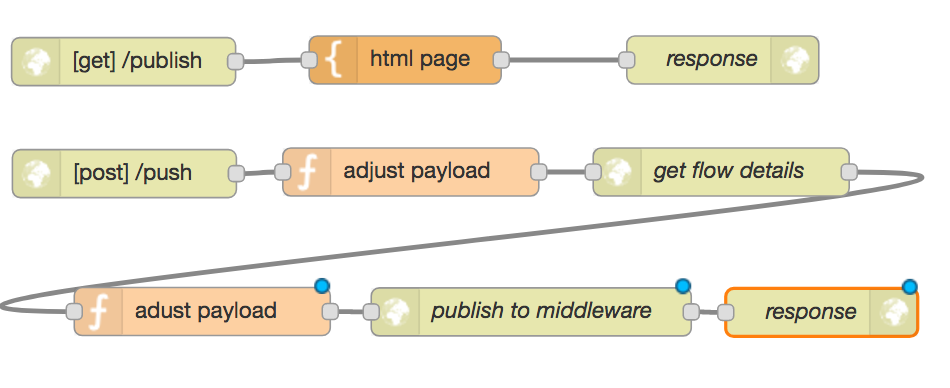 [get] /publish
html page
response
[post] /push
adjust payload
get flow details
adust payload
publish to middleware
response